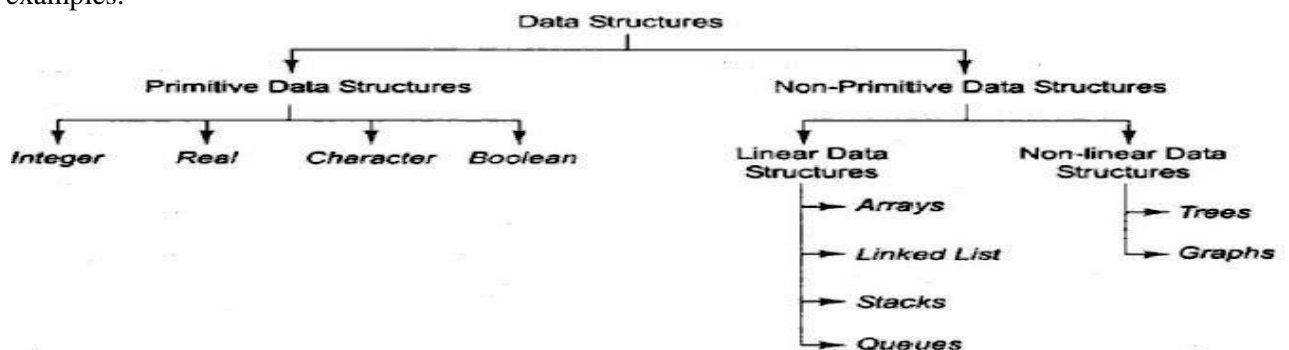 examples.
Data Structures
Primitive Data Structures
Non-Primitive Data Structures
Integer
Real
Character
Boolean
Linear Data
Structures
Non-linear Data
Structures
Arrays
Linked List
Stacks
Queues
Trees
Graphs